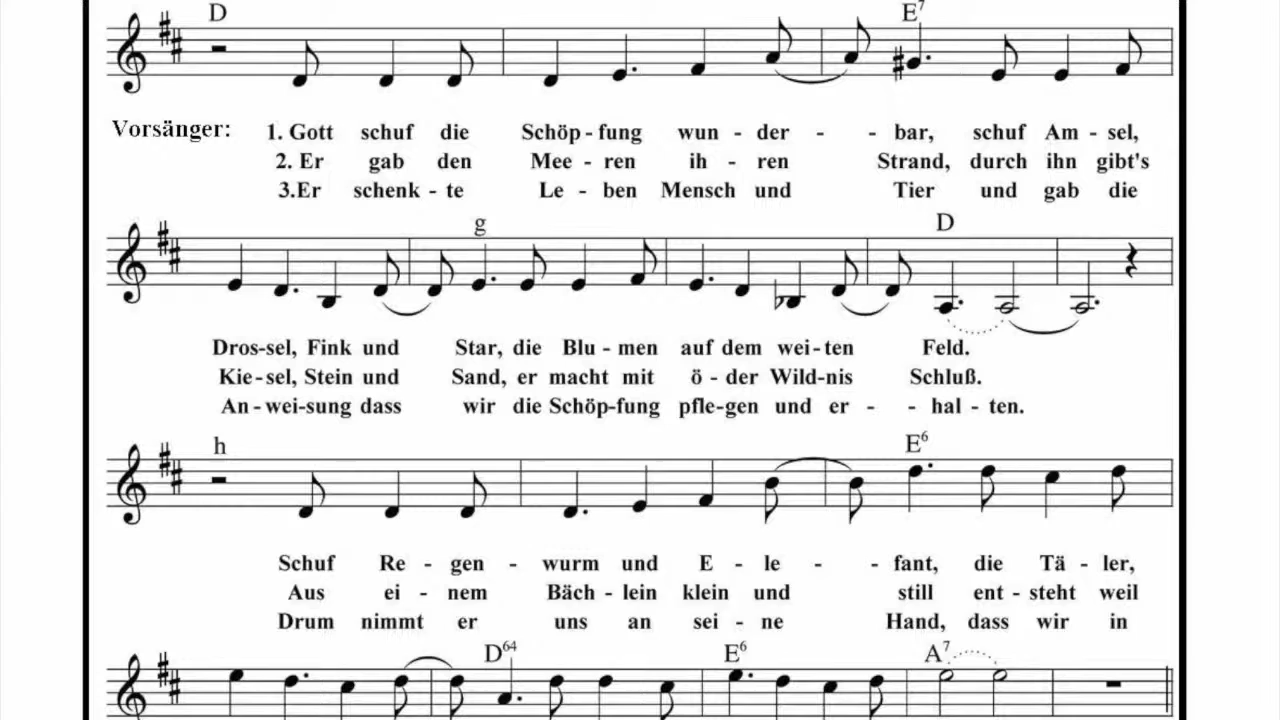 D E7
Vorsänger: 1. Gott schuf die Schöp - fung wun - der - - bar, schuf Am - sel,
2. Er gab den Mee - ren ih - ren Strand, durch ihn gibt's
3.Er schenk - te Le - ben Mensch und Tier und gab die
g D
Dros-sel, Fink und Star, die Blu - men auf dem wei - ten Feld.
Kie - sel, Stein und Sand, er macht mit ö - der Wild-nis Schluß.
An - wei-sung dass wir die Schöp-fung pfle-gen und er - - hal - ten.
h E6
Schuf Re - gen - wurm und E - le - - fant, die Tä - ler,
Aus ei - nem Bäch - lein klein und still ent - steht weil
Drum nimmt er uns an sei - ne Hand, dass wir in
D64 E6 A7